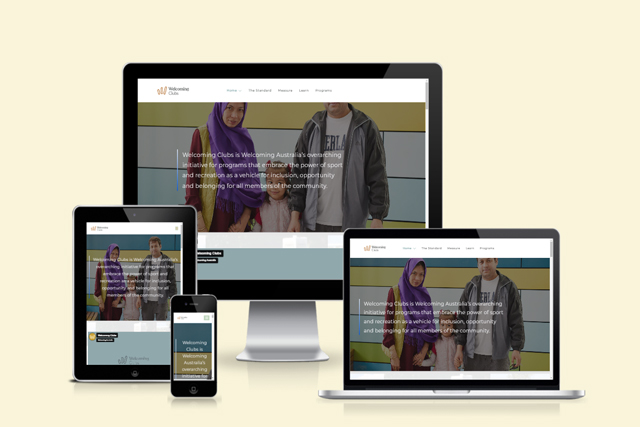 Welcoming
Clubs
Home
The Standard
Measure
Learn
Programs
Welcoming Clubs is Welcoming Australia's overarching
initiative for programs that embrace the power of sport
and recreation as a vehicle for inclusion, opportunity
and belonging for all members of the community.
Welcoming Clubs
Welcoming Clubs is Welcoming Australia's
overarching initiative for programs that
embrace the power of sport and
recreation as a vehicle for inclusion,
opportunity and belonging for all
members of the community.
Welcoming Clubs
Welcoming
Clubs
Welcoming
Clubs is
Welcoming
Australia's
overarching
initiative for
Welcoming
Clubs
Home
The Standard
Measure
Learn
Programs
Welcoming Clubs is Welcoming Australia's overarching
initiative for programs that embrace the power of sport
and recreation as a vehicle for inclusion, opportunity
and belonging for all members of the community.